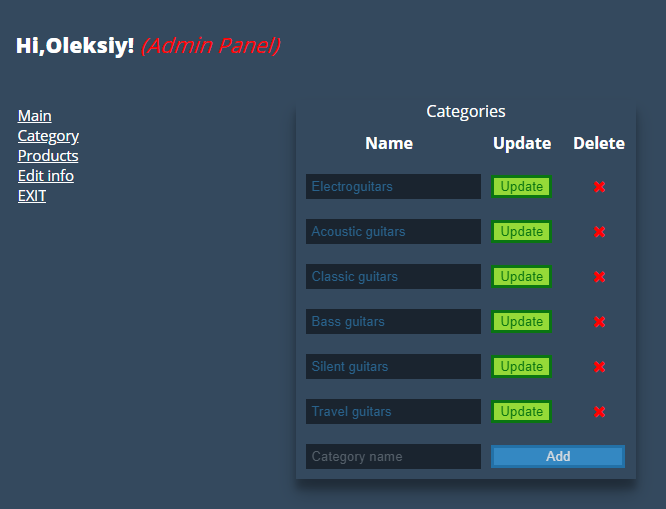 Hi,Oleksiy! (Admin Panel)
Main
Category
Products
Edit info
EXIT
Categories
Name Update Delete
Electroguitars Update ✖
Acoustic guitars Update ✖
Classic guitars Update ✖
Bass guitars Update ✖
Silent guitars Update ✖
Travel guitars Update ✖
Category name Add